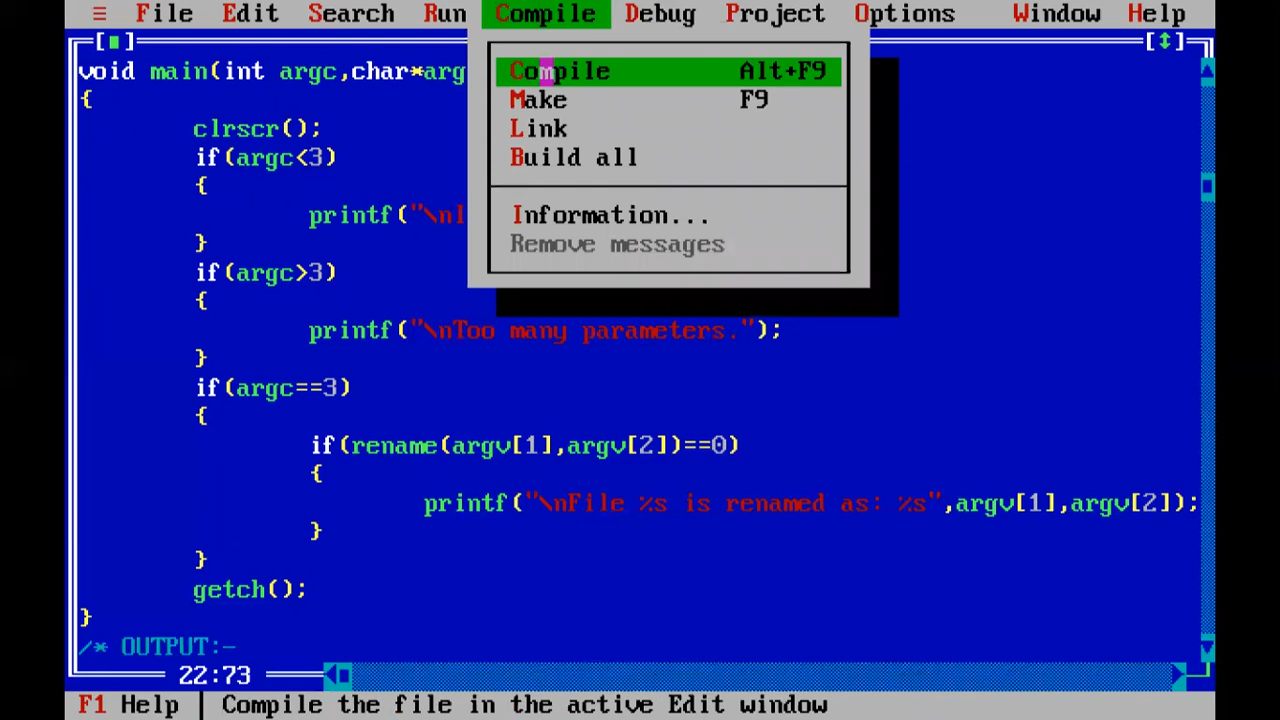 ≡ File Edit Search Run Compile Debug Project Options Window Help
[■] [↕]
void main(int argc,char*arg
{
clrscr();
if(argc<3)
{
printf("\nI
}
if(argc>3)
{
printf("\nToo many parameters.");
}
if(argc==3)
{
if(rename(argv[1],argv[2])==0)
{
printf("\nFile %s is renamed as: %s",argv[1],argv[2]);
}
}
getch();
}
/* OUTPUT:-
Compile Alt+F9
Make F9
Link
Build all
Information...
Remove messages
22:73
F1 Help │ Compile the file in the active Edit window